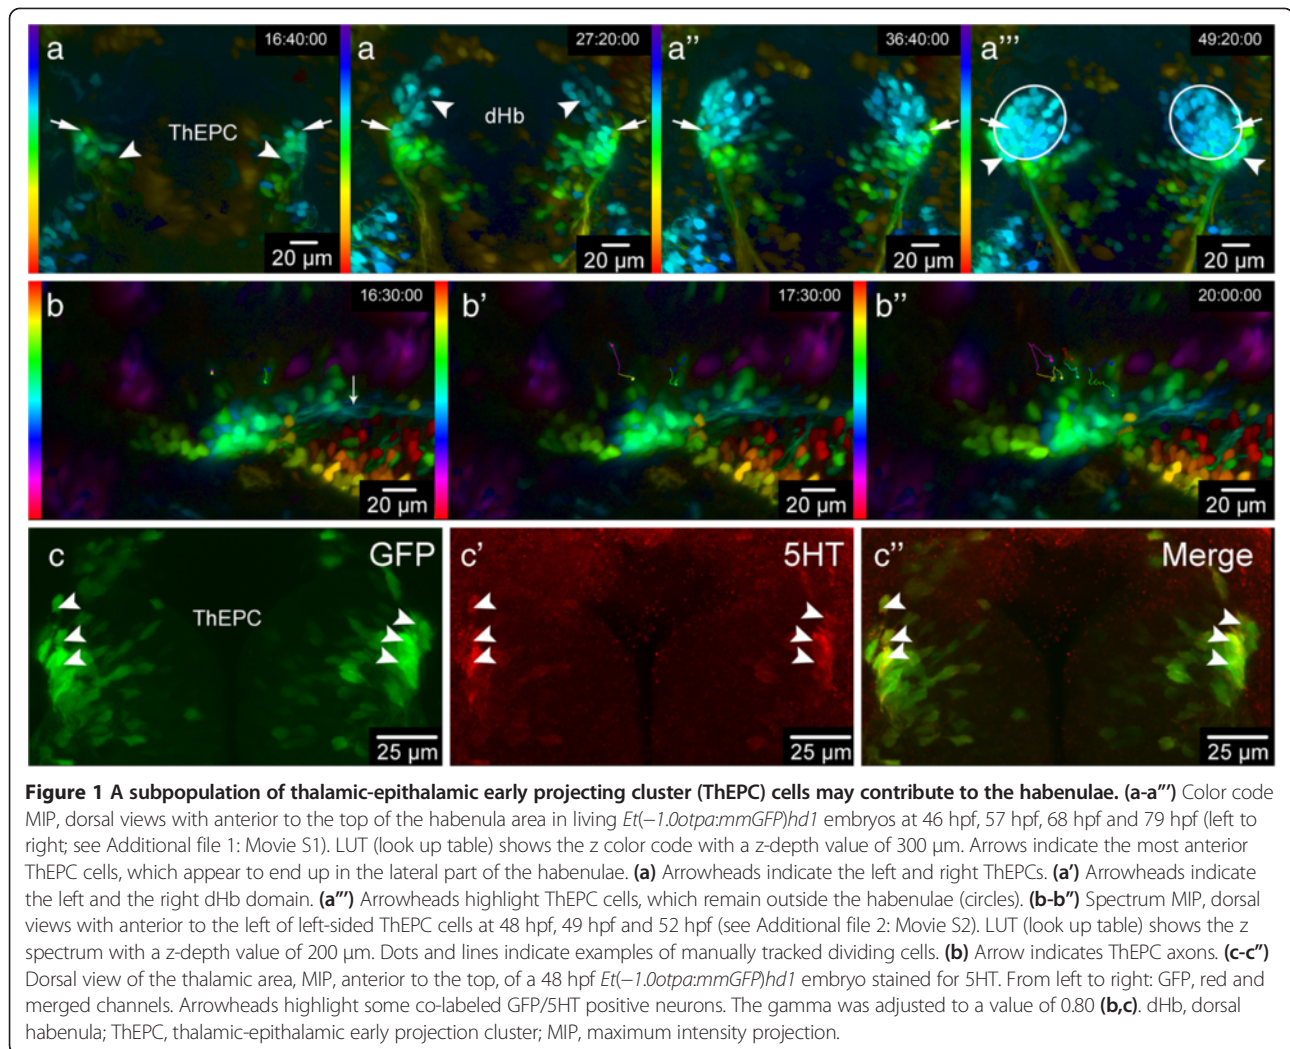 a
16:40:00
ThEPC
20 µm
a
27:20:00
dHb
20 µm
a''
36:40:00
20 µm
a'''
49:20:00
20 µm
b
16:30:00
20 µm
b'
17:30:00
20 µm
b''
20:00:00
20 µm
c
GFP
ThEPC
25 µm
c'
5HT
25 µm
c''
Merge
25 µm
Figure 1 A subpopulation of thalamic-epithalamic early projecting cluster (ThEPC) cells may contribute to the habenulae. (a-a''') Color code
MIP, dorsal views with anterior to the top of the habenula area in living Et(−1.0otpa:mmGFP)hd1 embryos at 46 hpf, 57 hpf, 68 hpf and 79 hpf (left to
right; see Additional file 1: Movie S1). LUT (look up table) shows the z color code with a z-depth value of 300 µm. Arrows indicate the most anterior
ThEPC cells, which appear to end up in the lateral part of the habenulae. (a) Arrowheads indicate the left and right ThEPCs. (a') Arrowheads indicate
the left and the right dHb domain. (a''') Arrowheads highlight ThEPC cells, which remain outside the habenulae (circles). (b-b'') Spectrum MIP, dorsal
views with anterior to the left of left-sided ThEPC cells at 48 hpf, 49 hpf and 52 hpf (see Additional file 2: Movie S2). LUT (look up table) shows the z
spectrum with a z-depth value of 200 µm. Dots and lines indicate examples of manually tracked dividing cells. (b) Arrow indicates ThEPC axons. (c-c'')
Dorsal view of the thalamic area, MIP, anterior to the top, of a 48 hpf Et(−1.0otpa:mmGFP)hd1 embryo stained for 5HT. From left to right: GFP, red and
merged channels. Arrowheads highlight some co-labeled GFP/5HT positive neurons. The gamma was adjusted to a value of 0.80 (b,c). dHb, dorsal
habenula; ThEPC, thalamic-epithalamic early projection cluster; MIP, maximum intensity projection.